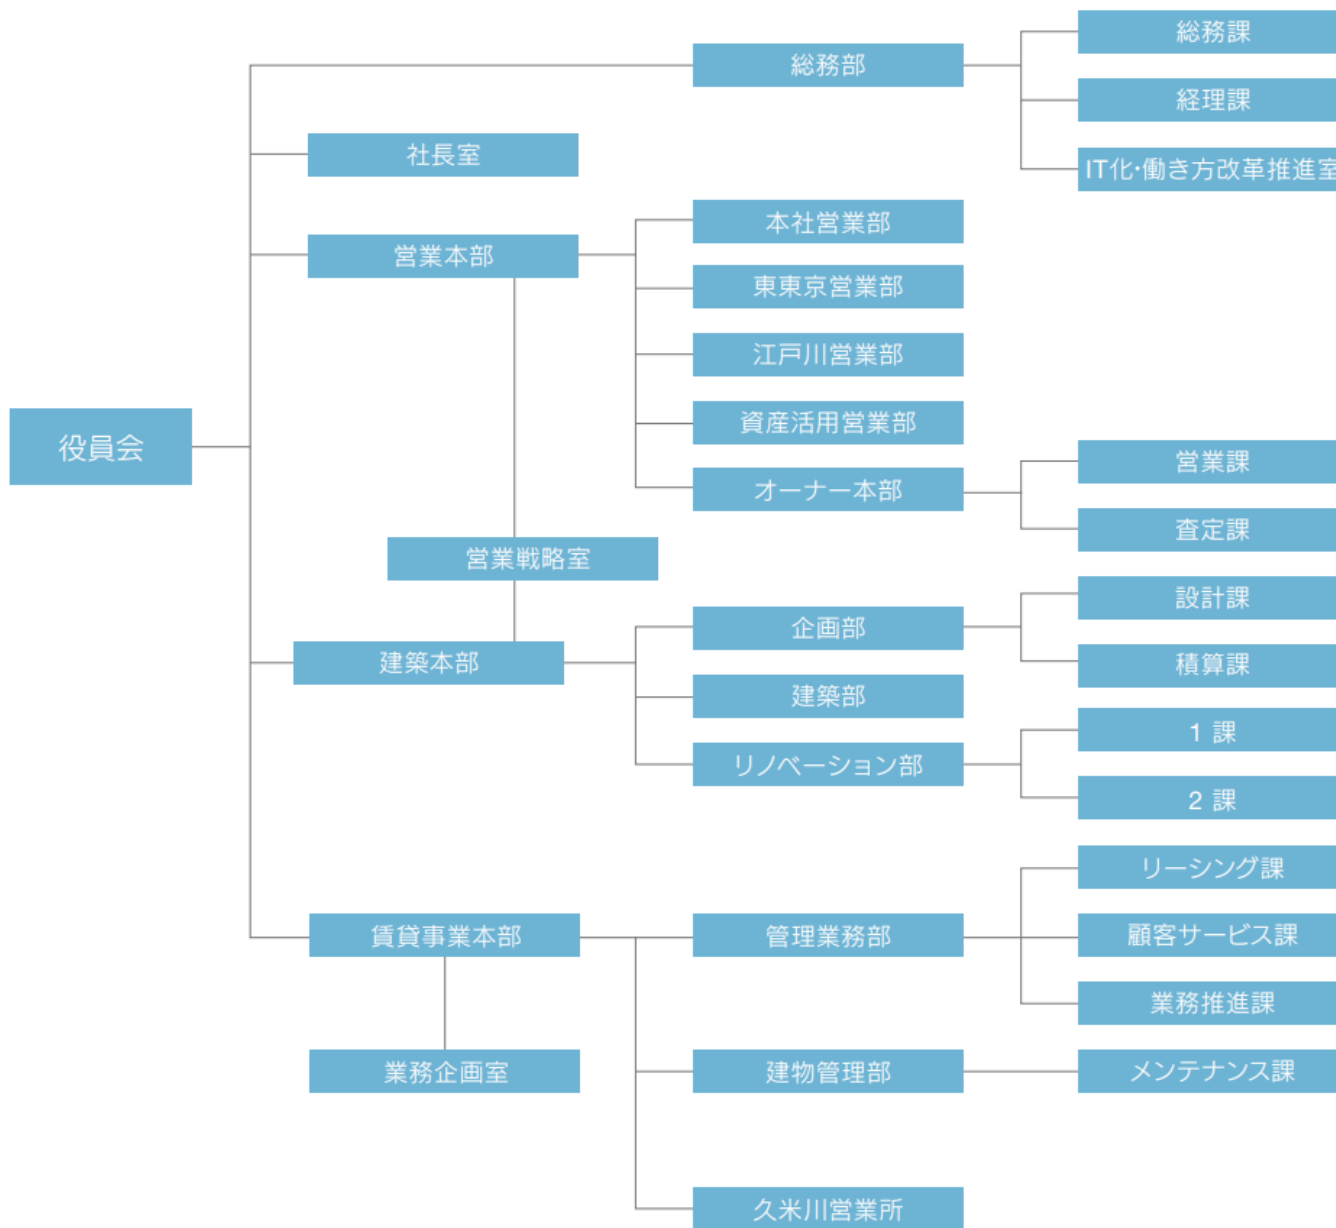 役員会
総務部
総務課
経理課
IT化・働き方改革推進室
社長室
営業本部
本社営業部
東東京営業部
江戸川営業部
資産活用営業部
オーナー本部
営業課
査定課
営業戦略室
建築本部
企画部
設計課
積算課
建築部
リノベーション部
1 課
2 課
賃貸事業本部
管理業務部
リーシング課
顧客サービス課
業務推進課
業務企画室
建物管理部
メンテナンス課
久米川営業所